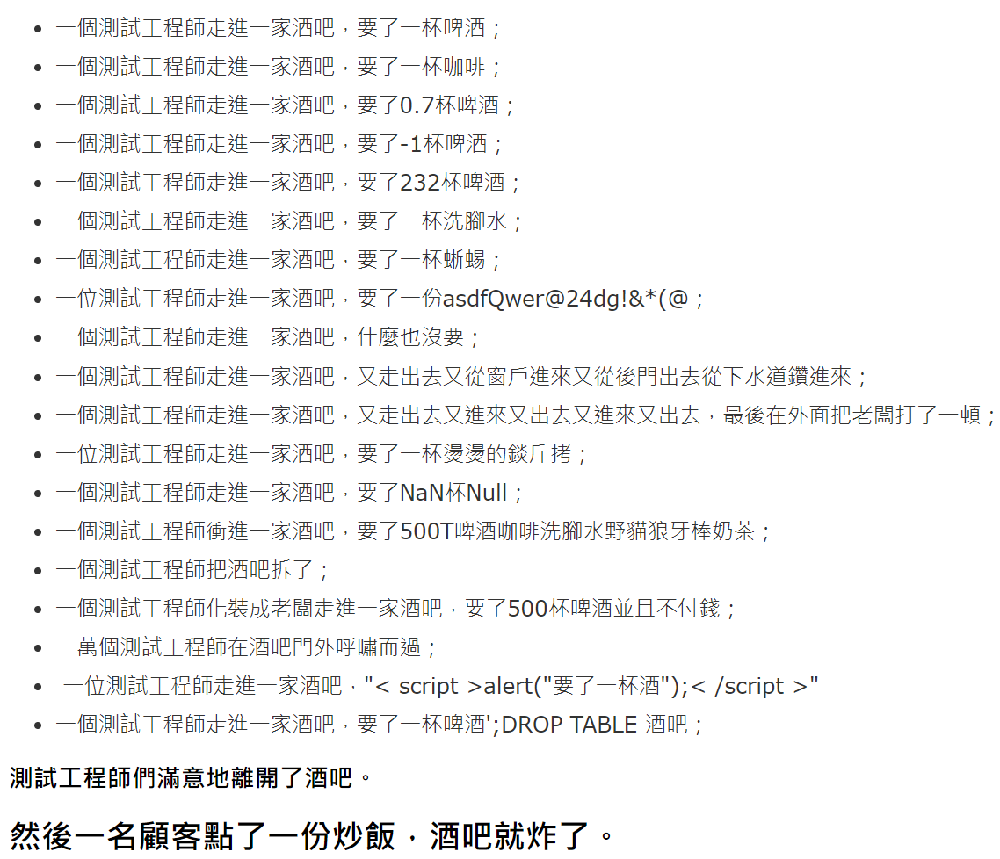 • 一個測試工程師走進一家酒吧，要了一杯啤酒；
• 一個測試工程師走進一家酒吧，要了一杯咖啡；
• 一個測試工程師走進一家酒吧，要了0.7杯啤酒；
• 一個測試工程師走進一家酒吧，要了-1杯啤酒；
• 一個測試工程師走進一家酒吧，要了232杯啤酒；
• 一個測試工程師走進一家酒吧，要了一杯洗腳水；
• 一個測試工程師走進一家酒吧，要了一杯蜥蜴；
• 一位測試工程師走進一家酒吧，要了一份asdfQwer@24dg!&*(@；
• 一個測試工程師走進一家酒吧，什麼也沒要；
• 一個測試工程師走進一家酒吧，又走出去又從窗戶進來又從後門出去從下水道鑽進來；
• 一個測試工程師走進一家酒吧，又走出去又進來又出去又進來又出去，最後在外面把老闆打了一頓；
• 一位測試工程師走進一家酒吧，要了一杯燙燙的錟斤拷；
• 一個測試工程師走進一家酒吧，要了NaN杯Null；
• 一個測試工程師衝進一家酒吧，要了500T啤酒咖啡洗腳水野貓狼牙棒奶茶；
• 一個測試工程師把酒吧拆了；
• 一個測試工程師化裝成老闆走進一家酒吧，要了500杯啤酒並且不付錢；
• 一萬個測試工程師在酒吧門外呼嘯而過；
• 一位測試工程師走進一家酒吧，"< script >alert("要了一杯酒");< /script >"
• 一個測試工程師走進一家酒吧，要了一杯啤酒';DROP TABLE 酒吧；
測試工程師們滿意地離開了酒吧。
然後一名顧客點了一份炒飯，酒吧就炸了。